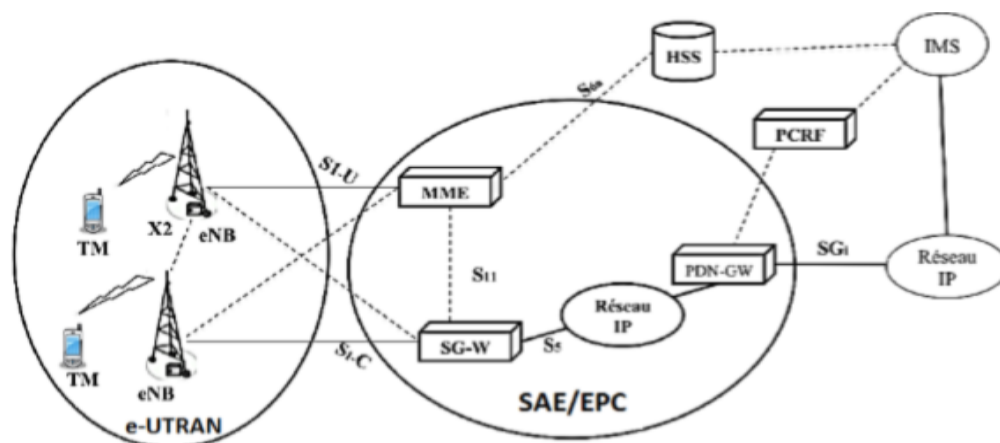 HSS
IMS
S6a
PCRF
S1-U
MME
TM
X2
eNB
S11
PDN-GW
SGi
Réseau
IP
Réseau
IP
TM
eNB
S1-C
SG-W
S5
e-UTRAN
SAE/EPC